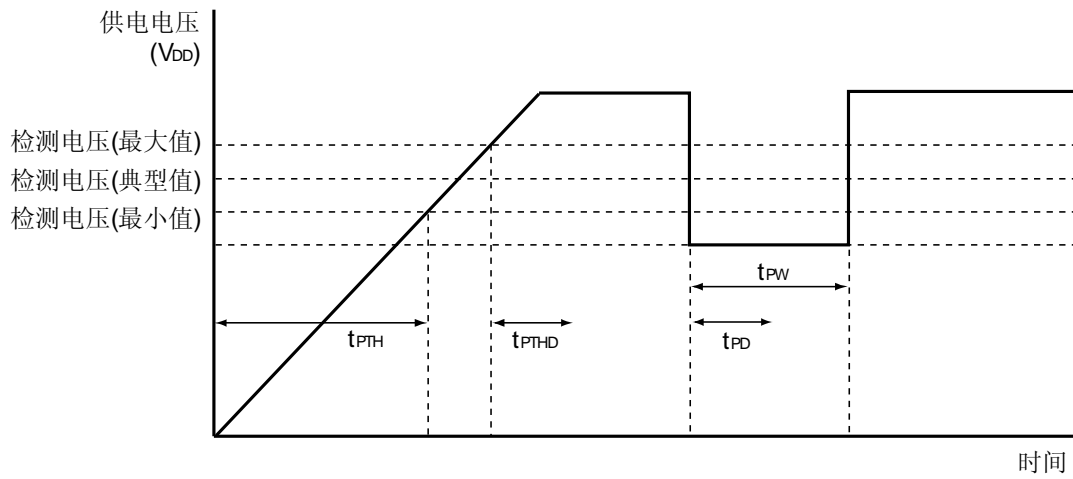 供电电压
(VDD)
检测电压(最大值)
检测电压(典型值)
检测电压(最小值)
tPW
tPTH
tPTHD
tPD
时间